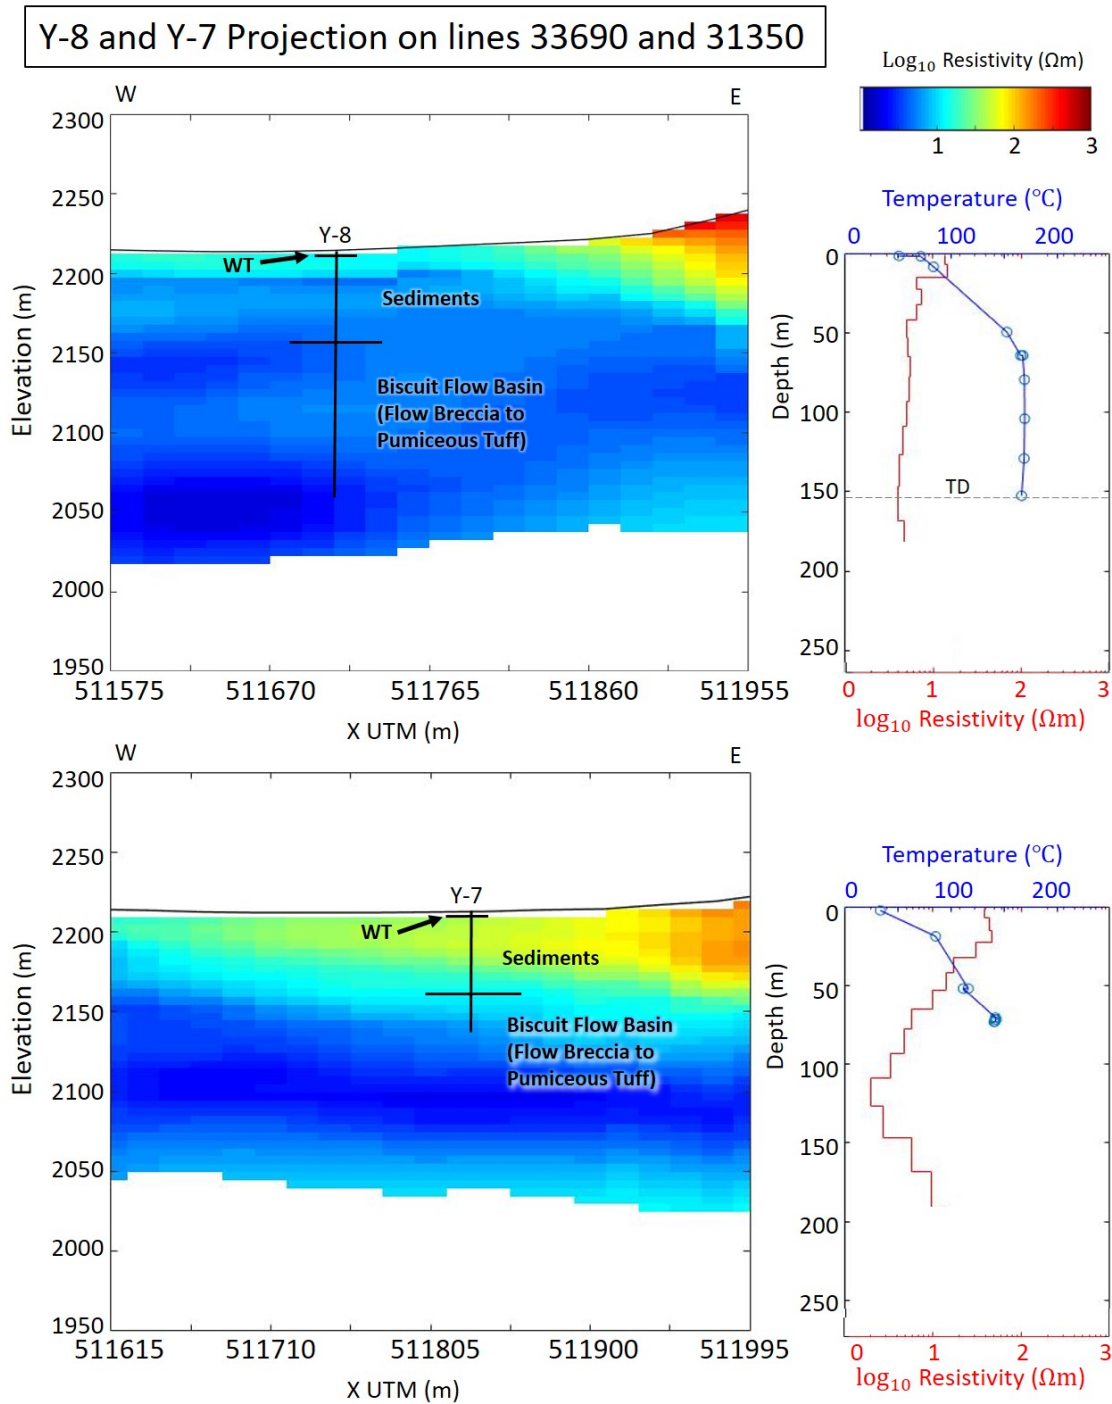 Y-8 and Y-7 Projection on lines 33690 and 31350
Log₁₀ Resistivity (Ωm)
1 2 3
W E
2300
2250
2200
2150
2100
2050
2000
1950
Elevation (m)
Y-8
WT
Sediments
Biscuit Flow Basin
(Flow Breccia to
Pumiceous Tuff)
511575 511670 511765 511860 511955
X UTM (m)
Temperature (°C)
0 100 200
0
50
100
150
200
250
Depth (m)
TD
0 1 2 3
log₁₀ Resistivity (Ωm)
W E
2300
2250
2200
2150
2100
2050
2000
1950
Elevation (m)
Y-7
WT
Sediments
Biscuit Flow Basin
(Flow Breccia to
Pumiceous Tuff)
511615 511710 511805 511900 511995
X UTM (m)
Temperature (°C)
0 100 200
0
50
100
150
200
250
Depth (m)
0 1 2 3
log₁₀ Resistivity (Ωm)